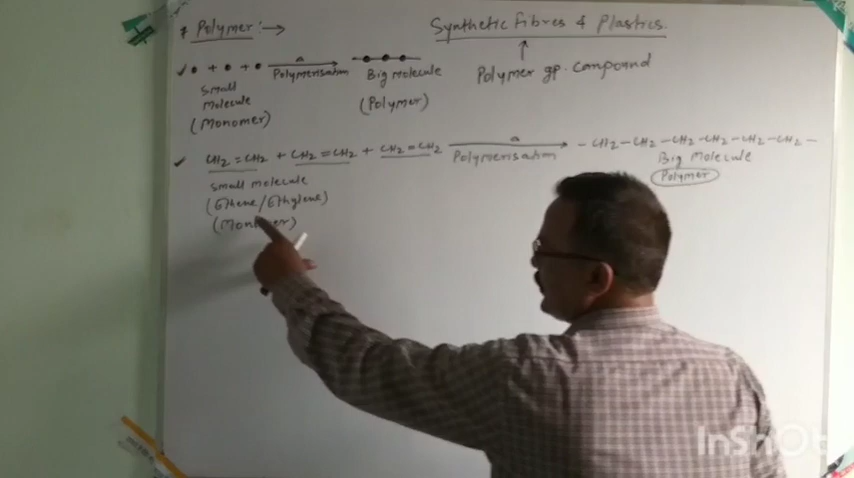 * Polymer :→
Synthetic Fibres & Plastics.
Polymer gp. compound
• + • + • Δ
Polymerisation
Small Molecule
(Monomer)
Big Molecule
(Polymer)
CH2=CH2 + CH2=CH2 + CH2=CH2 Δ → -CH2-CH2-CH2-CH2-CH2-CH2-
Polymerisation
Small molecule
(Ethene/Ethylene)
Big Molecule
Polymer
InShot